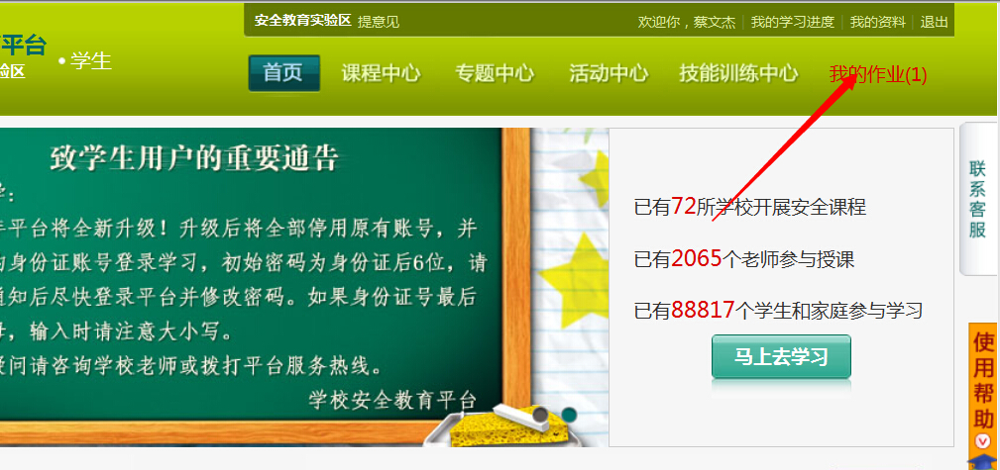 安全教育实验区 提意见
欢迎你，蔡文杰 | 我的学习进度 | 我的资料 | 退出
平台
验区
• 学生
首页 课程中心 专题中心 活动中心 技能训练中心 我的作业(1)
致学生用户的重要通告
学：
平台将全新升级！升级后将全部停用原有账号，并
的身份证账号登录学习，初始密码为身份证后6位，请
通知后尽快登录平台并修改密码。如果身份证号最后
母，输入时请注意大小写。
疑问请咨询学校老师或拨打平台服务热线。
学校安全教育平台
已有72所学校开展安全课程
已有2065个老师参与授课
已有88817个学生和家庭参与学习
马上去学习
联系客服
使用帮助